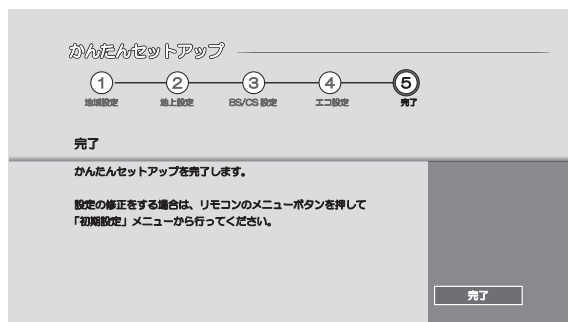 かんたんセットアップ
1 2 3 4 5
地域設定 地上設定 BS/CS 設定 エコ設定 完了
完了
かんたんセットアップを完了します。
設定の修正をする場合は、リモコンのメニューボタンを押して
「初期設定」メニューから行ってください。
完了